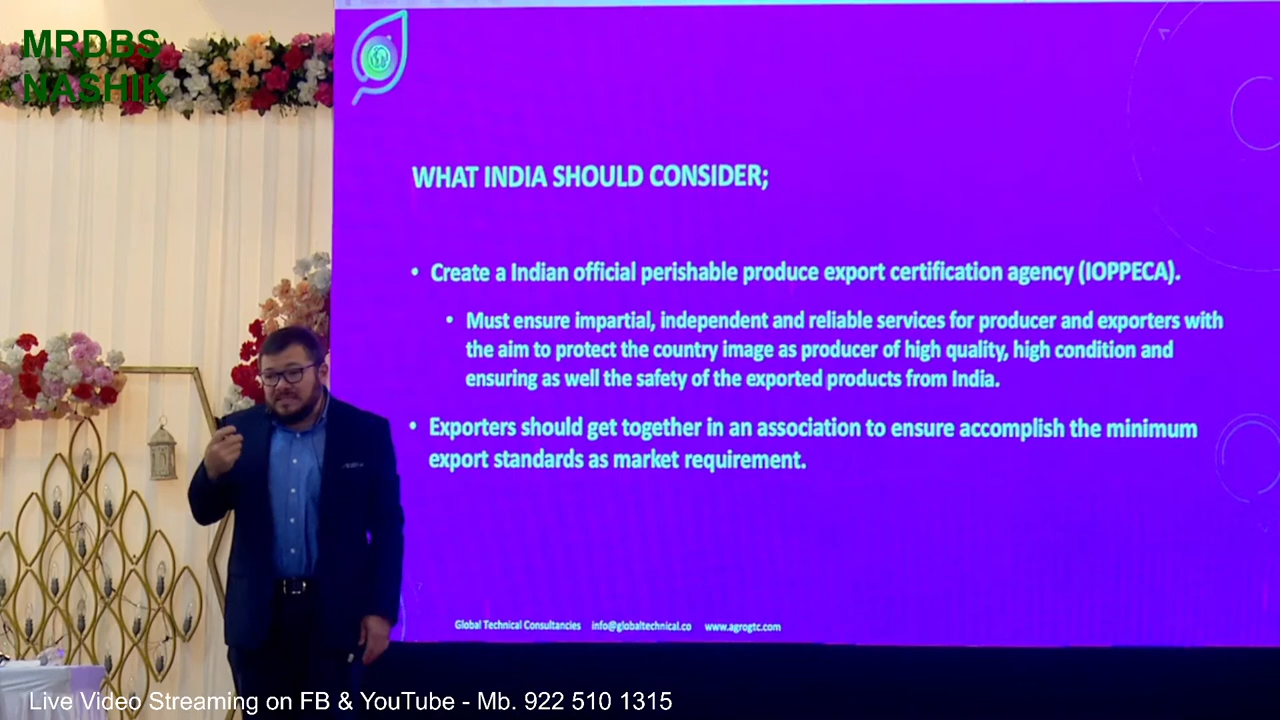 MRDBS
NASHIK
WHAT INDIA SHOULD CONSIDER;
• Create a Indian official perishable produce export certification agency (IOPPECA).
• Must ensure impartial, independent and reliable services for producer and exporters with
the aim to protect the country image as producer of high quality, high condition and
ensuring as well the safety of the exported products from India.
• Exporters should get together in an association to ensure accomplish the minimum
export standards as market requirement.
Global Technical Consultancies info@globaltechnical.co www.agrogtc.com
Live Video Streaming on FB & YouTube - Mb. 922 510 1315